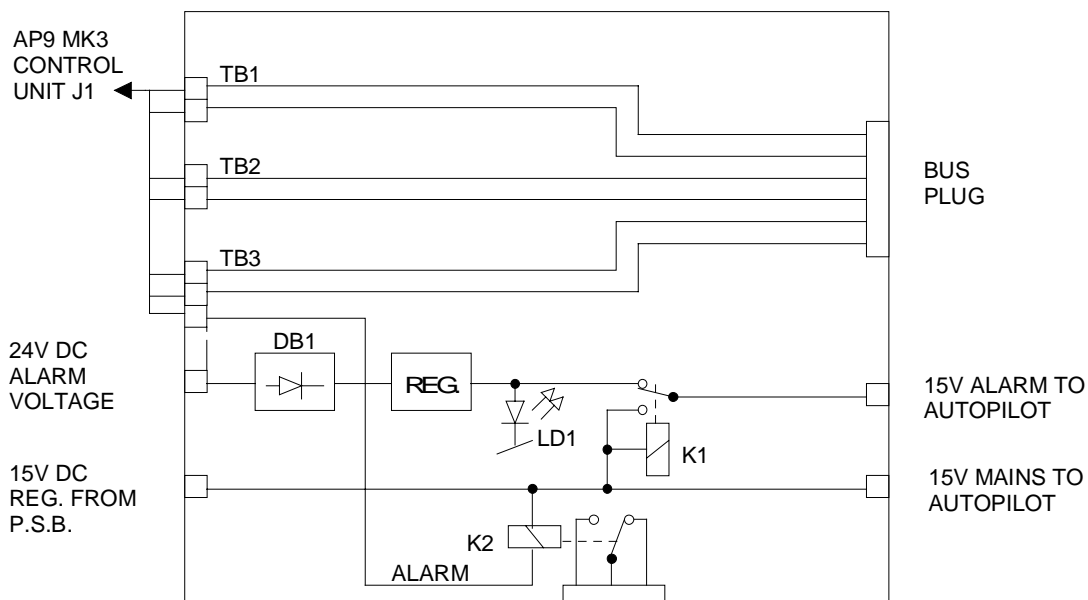 AP9 MK3
CONTROL
UNIT J1
TB1
TB2
BUS
PLUG
TB3
24V DC
ALARM
VOLTAGE
DB1
REG.
LD1
K1
15V ALARM TO
AUTOPILOT
15V DC
REG. FROM
P.S.B.
15V MAINS TO
AUTOPILOT
K2
ALARM